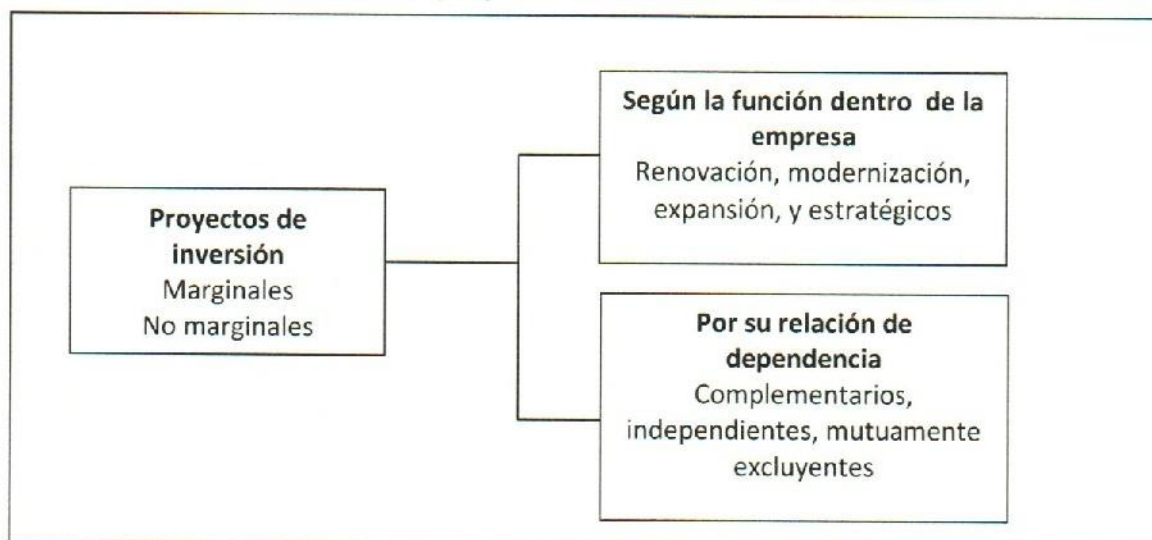 Proyectos de
inversión
Marginales
No marginales
Según la función dentro de la
empresa
Renovación, modernización,
expansión, y estratégicos
Por su relación de
dependencia
Complementarios,
independientes, mutuamente
excluyentes